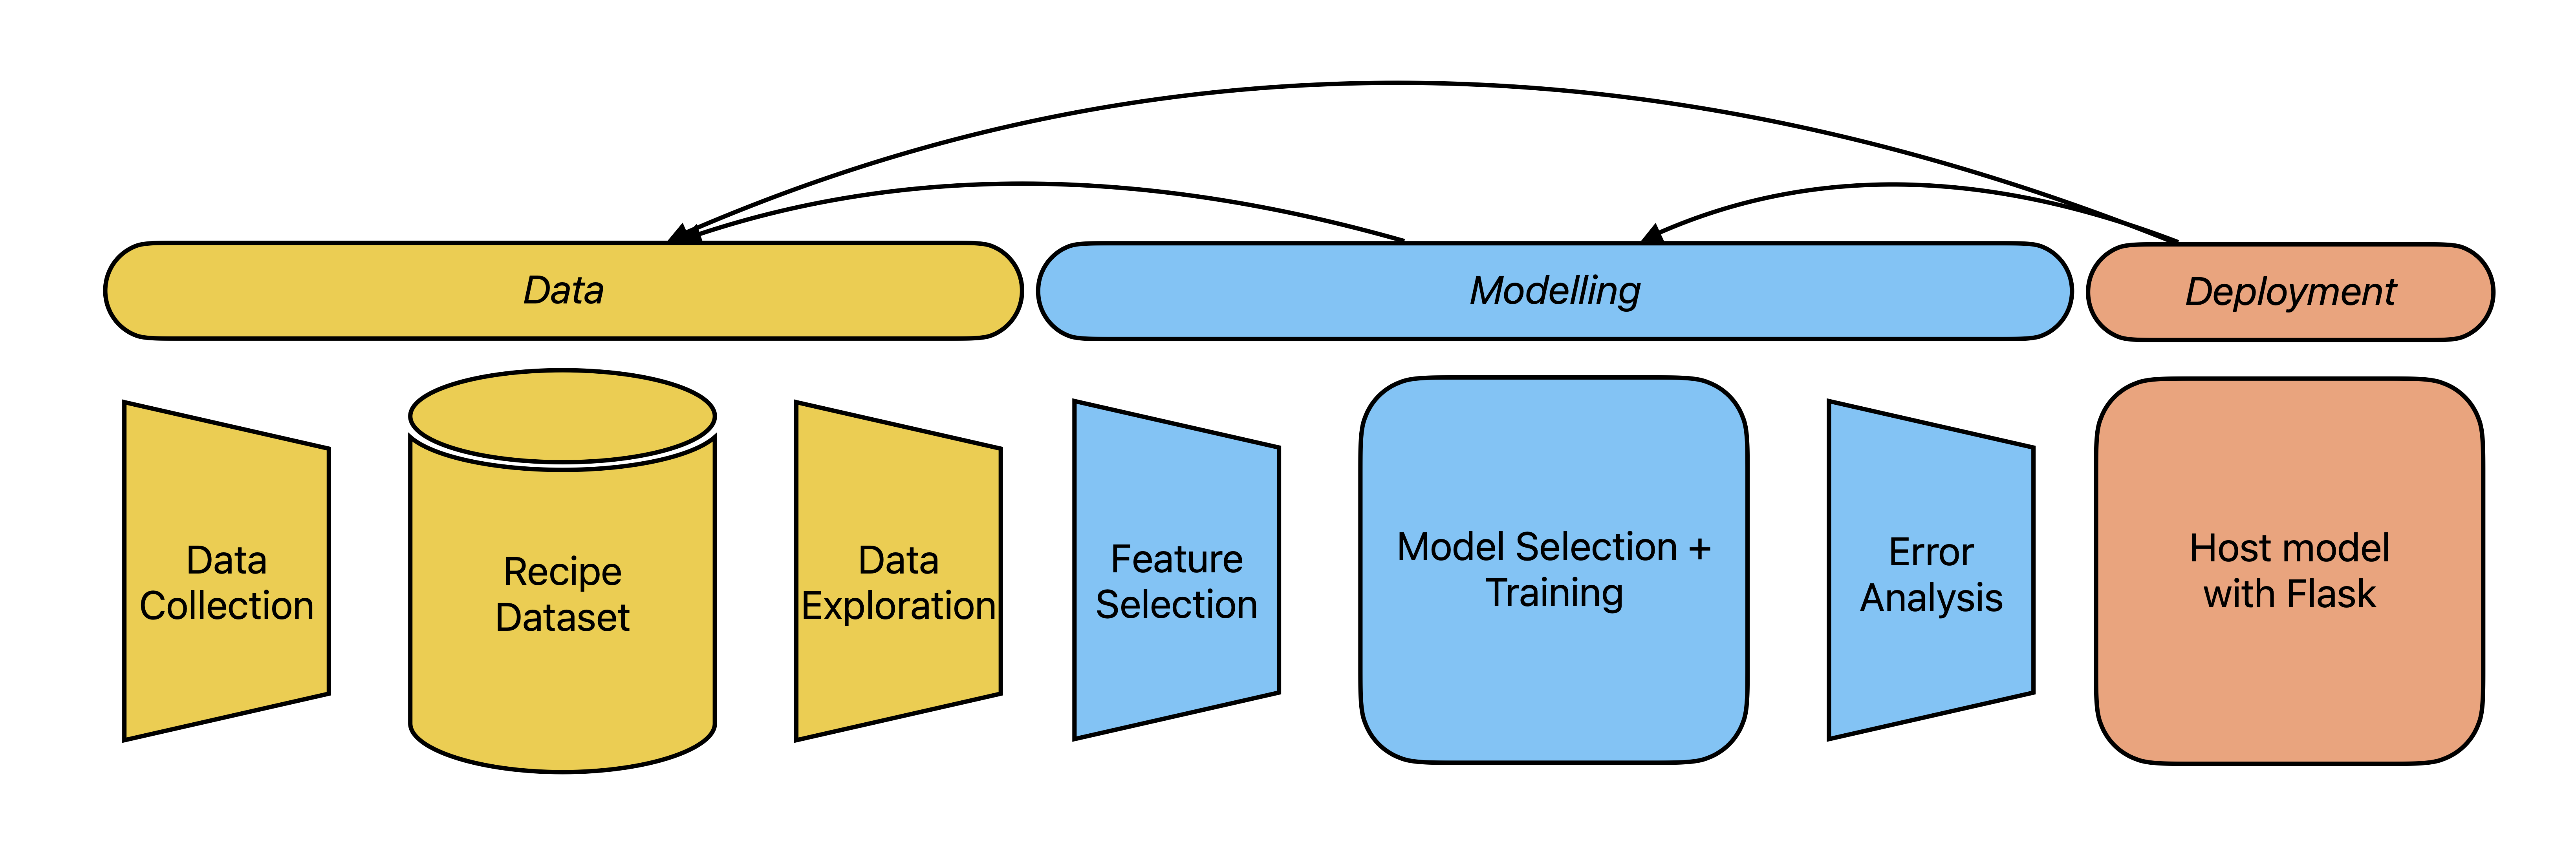 Data
Modelling
Deployment
Data
Collection
Recipe
Dataset
Data
Exploration
Feature
Selection
Model Selection +
Training
Error
Analysis
Host model
with Flask